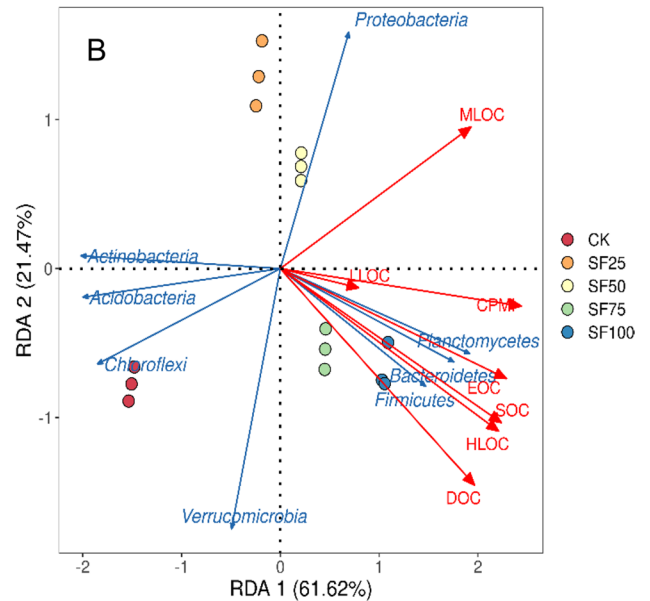 B
Proteobacteria
MLOC
Actinobacteria
LLOC
Acidobacteria
CPMI
Planctomycetes
Chloroflexi
Bacteroidetes
EOC
Firmicutes
SOC
HLOC
DOC
Verrucomicrobia
1
0
-1
-2
-1
0
1
2
RDA 1 (61.62%)
RDA 2 (21.47%)
CK
SF25
SF50
SF75
SF100